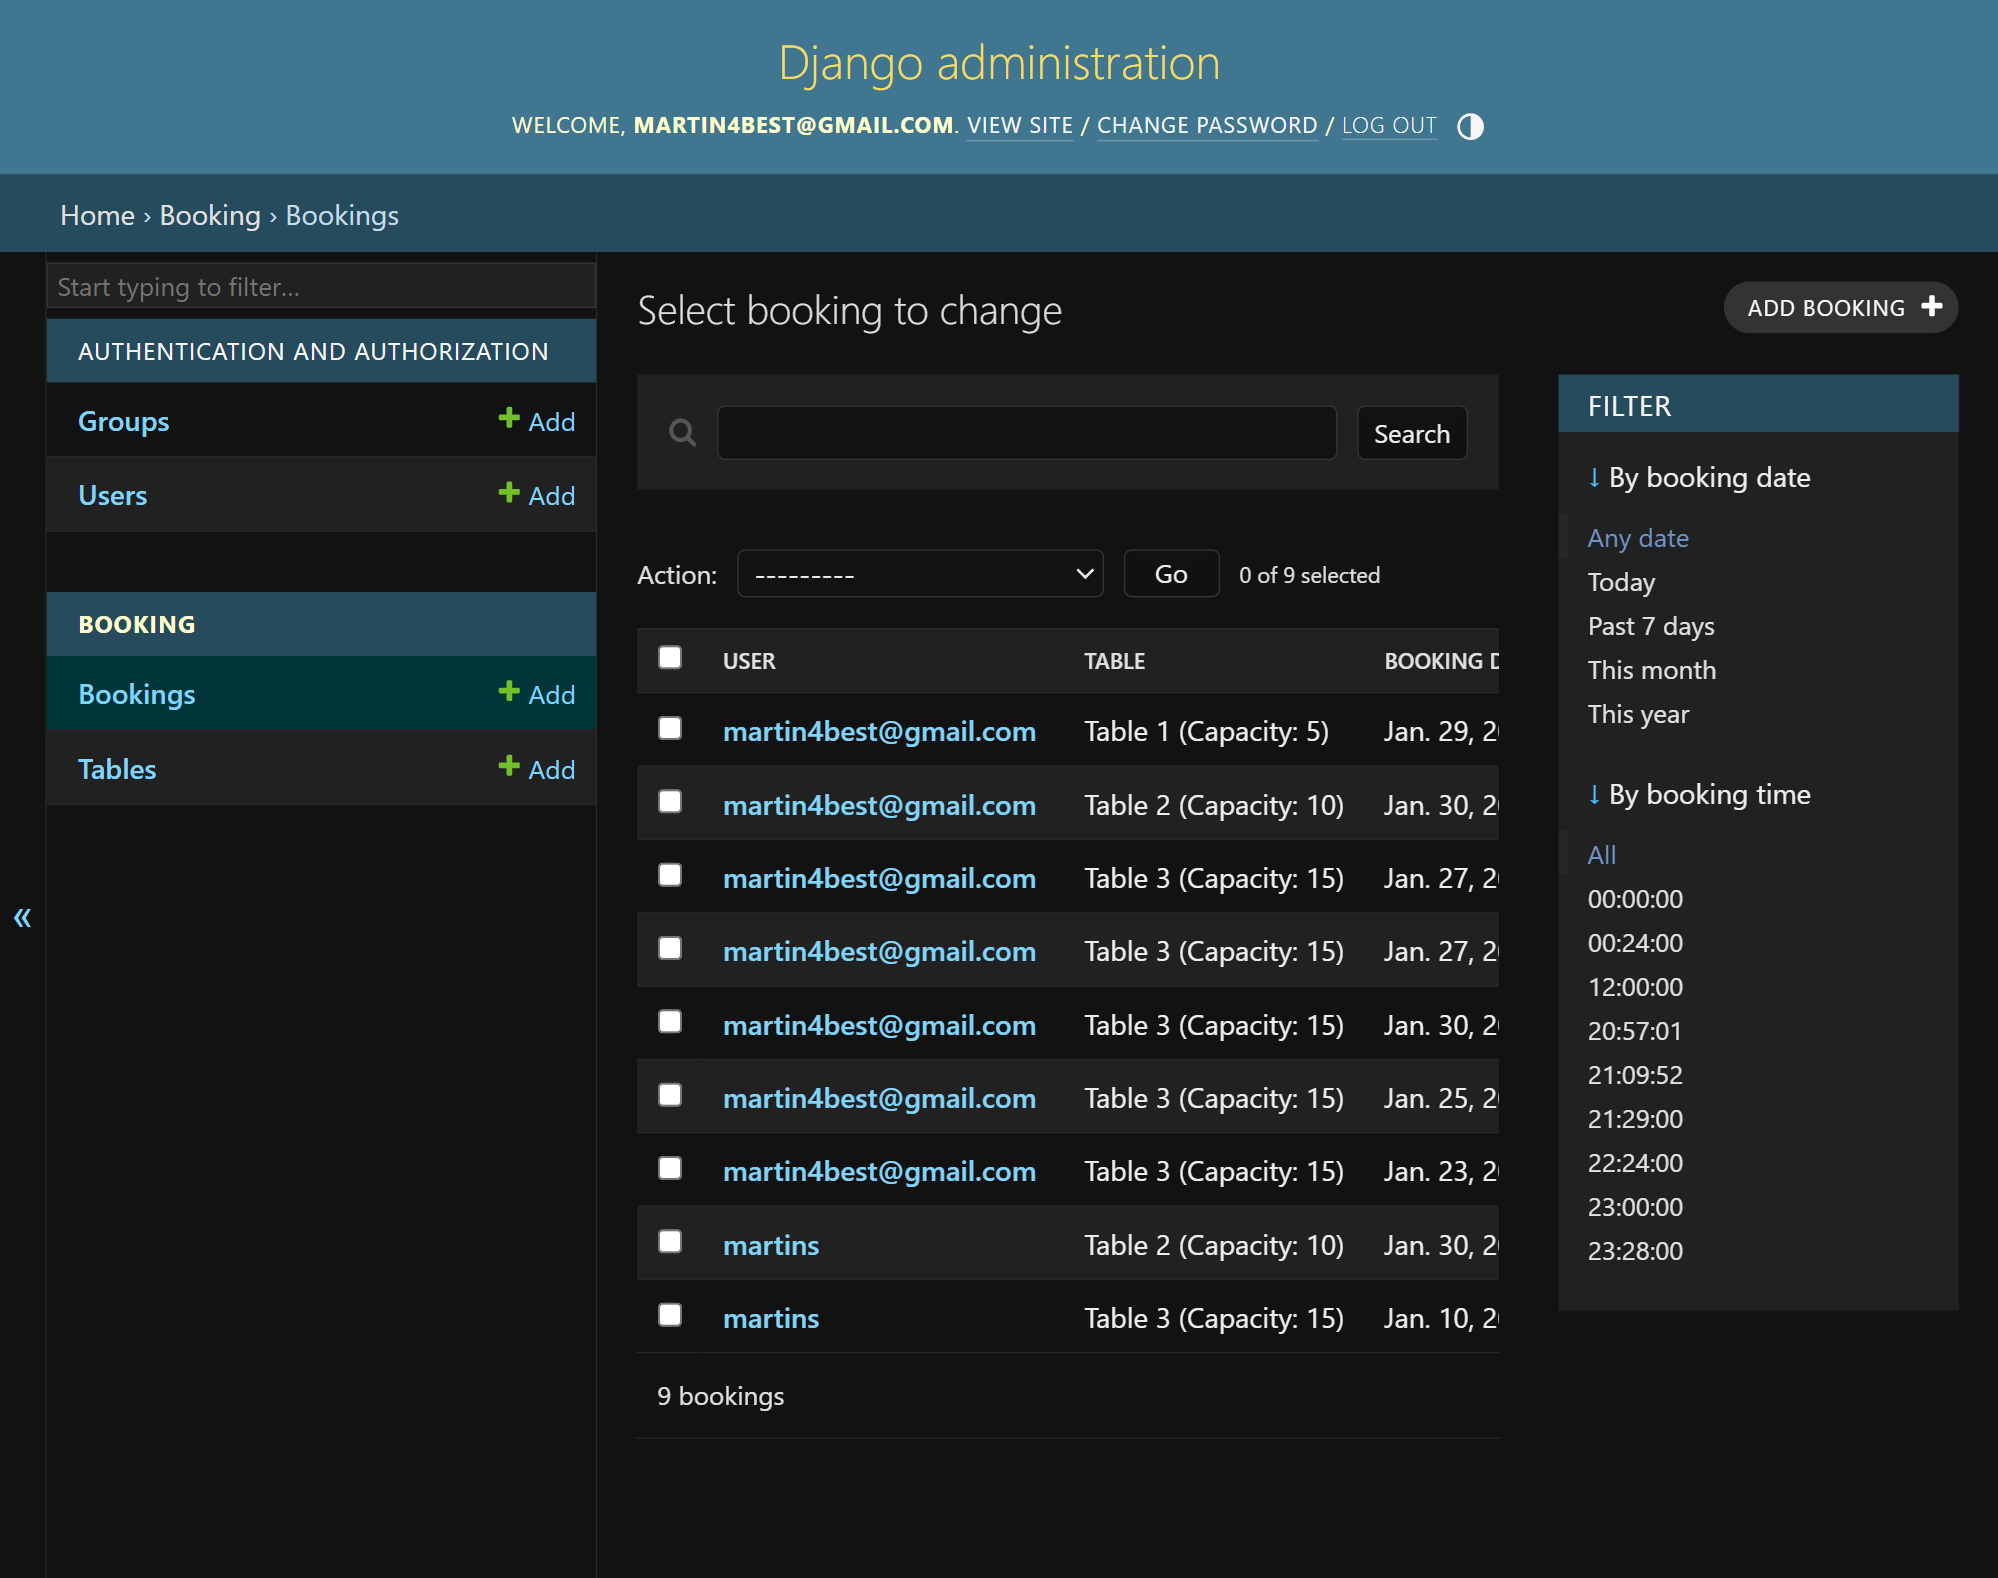 Django administration
WELCOME, MARTIN4BEST@GMAIL.COM. VIEW SITE / CHANGE PASSWORD / LOG OUT
Home › Booking › Bookings
Start typing to filter...
AUTHENTICATION AND AUTHORIZATION
Groups Add
Users Add
BOOKING
Bookings Add
Tables Add
«
Select booking to change
ADD BOOKING
Search
Action: --------- Go 0 of 9 selected
USER TABLE BOOKING
martin4best@gmail.com Table 1 (Capacity: 5) Jan. 29,
martin4best@gmail.com Table 2 (Capacity: 10) Jan. 30,
martin4best@gmail.com Table 3 (Capacity: 15) Jan. 27,
martin4best@gmail.com Table 3 (Capacity: 15) Jan. 27,
martin4best@gmail.com Table 3 (Capacity: 15) Jan. 30,
martin4best@gmail.com Table 3 (Capacity: 15) Jan. 25,
martin4best@gmail.com Table 3 (Capacity: 15) Jan. 23,
martins Table 2 (Capacity: 10) Jan. 30,
martins Table 3 (Capacity: 15) Jan. 10,
9 bookings
FILTER
↓ By booking date
Any date
Today
Past 7 days
This month
This year
↓ By booking time
All
00:00:00
00:24:00
12:00:00
20:57:01
21:09:52
21:29:00
22:24:00
23:00:00
23:28:00